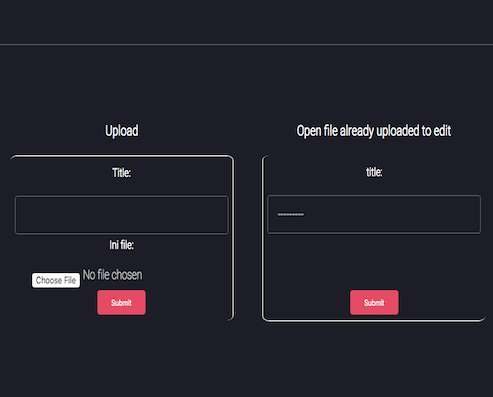 Upload
Title:
Ini file:
Choose File No file chosen
Submit
Open file already uploaded to edit
title:
---------
Submit